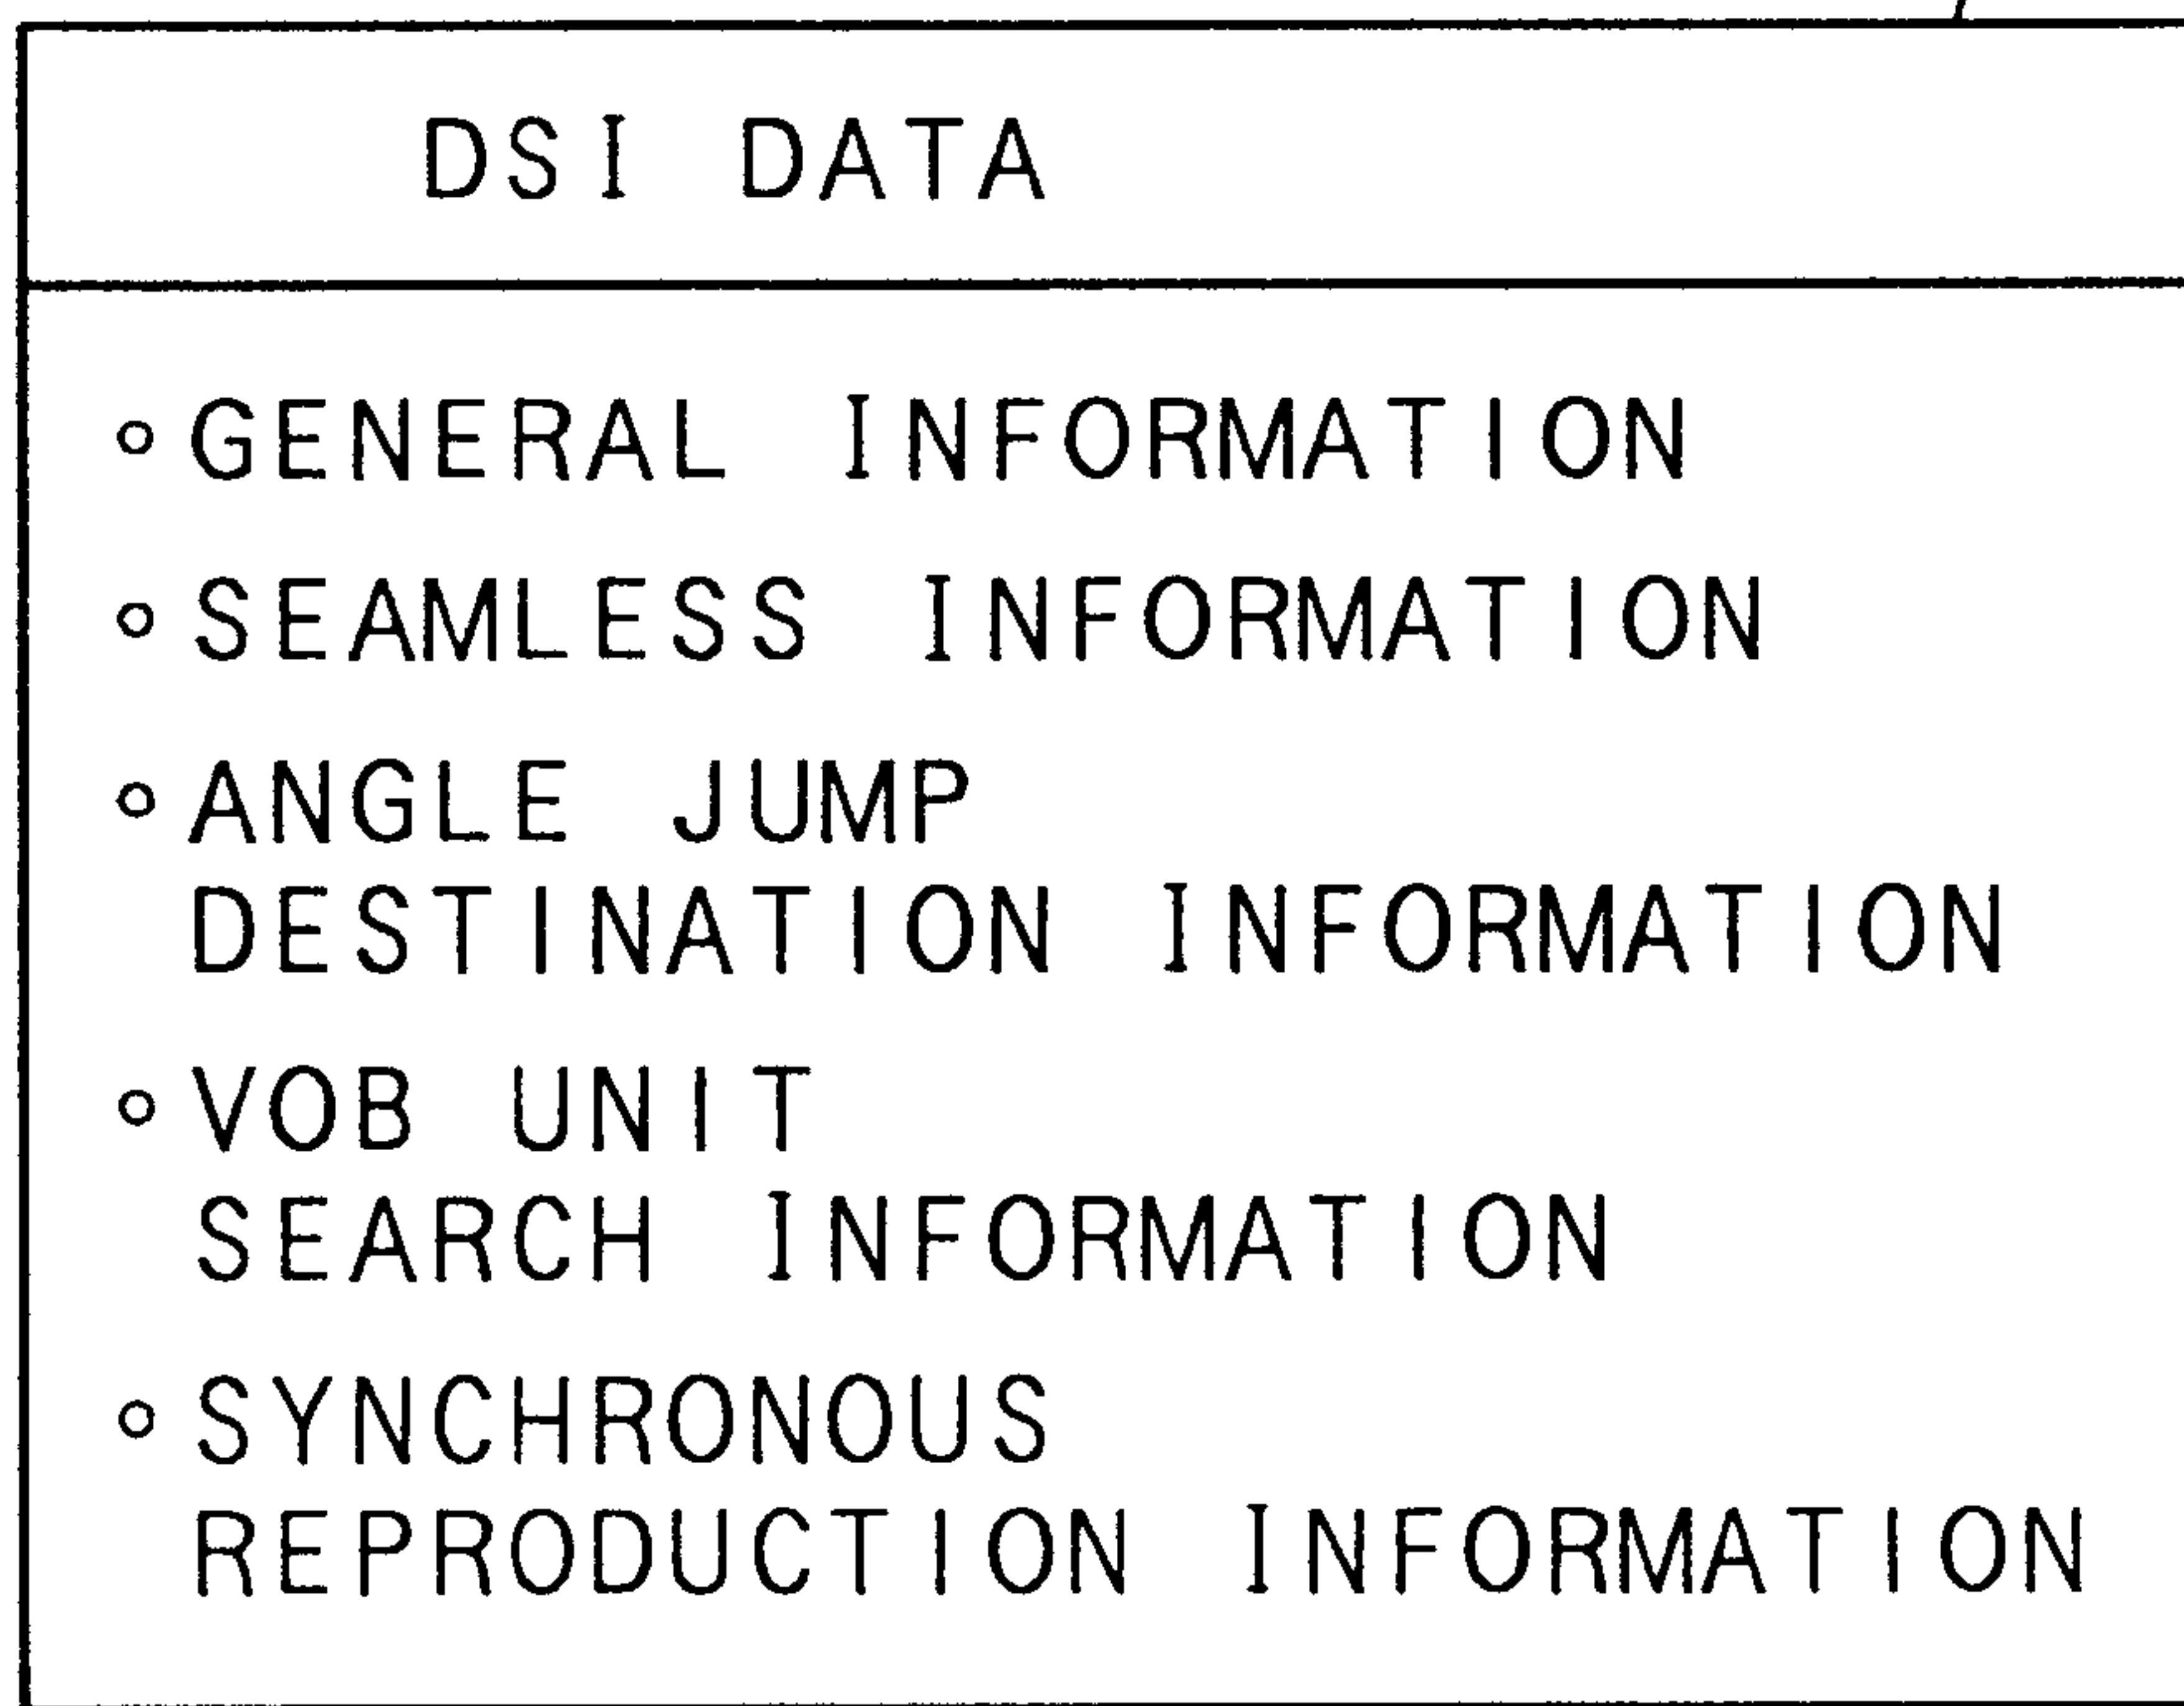 DSI DATA
∘GENERAL INFORMATION
∘SEAMLESS INFORMATION
∘ANGLE JUMP
DESTINATION INFORMATION
∘VOB UNIT
SEARCH INFORMATION
∘SYNCHRONOUS
REPRODUCTION INFORMATION